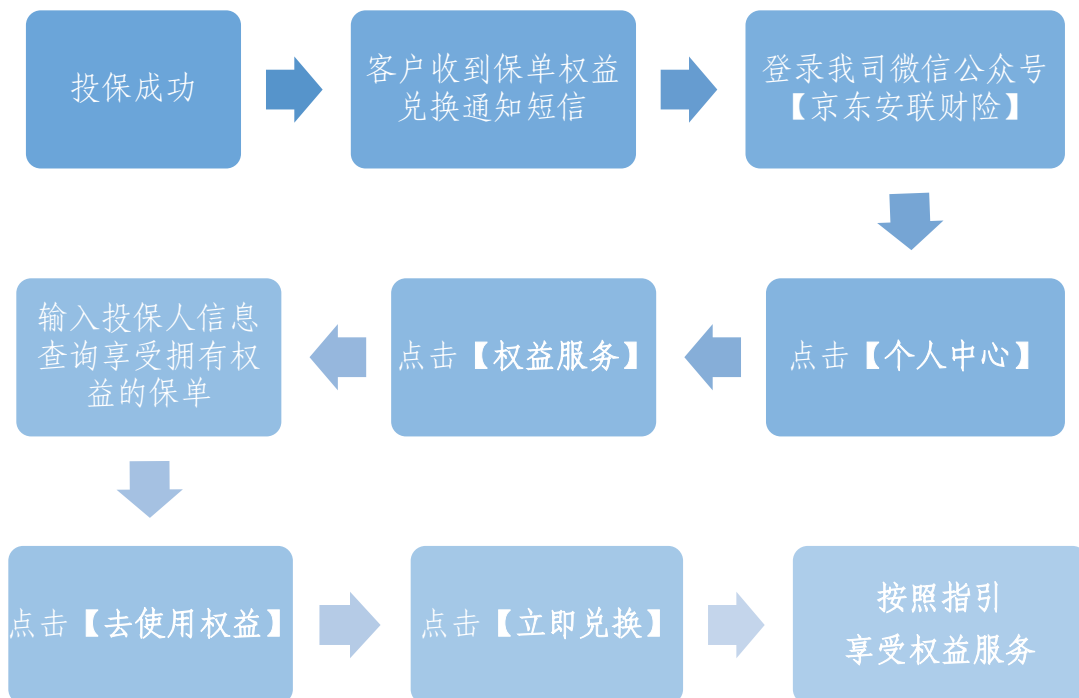 投保成功
客户收到保单权益
兑换通知短信
登录我司微信公众号
【京东安联财险】
点击【个人中心】
点击【权益服务】
输入投保人信息
查询享受拥有权
益的保单
点击【去使用权益】
点击【立即兑换】
按照指引
享受权益服务